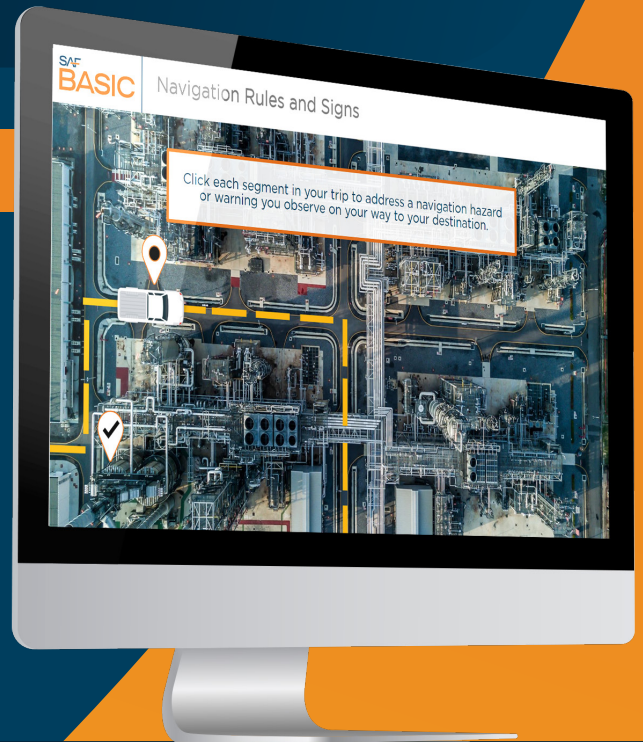 SAF
BASIC
Navigation Rules and Signs
Click each segment in your trip to address a navigation hazard
or warning you observe on your way to your destination.